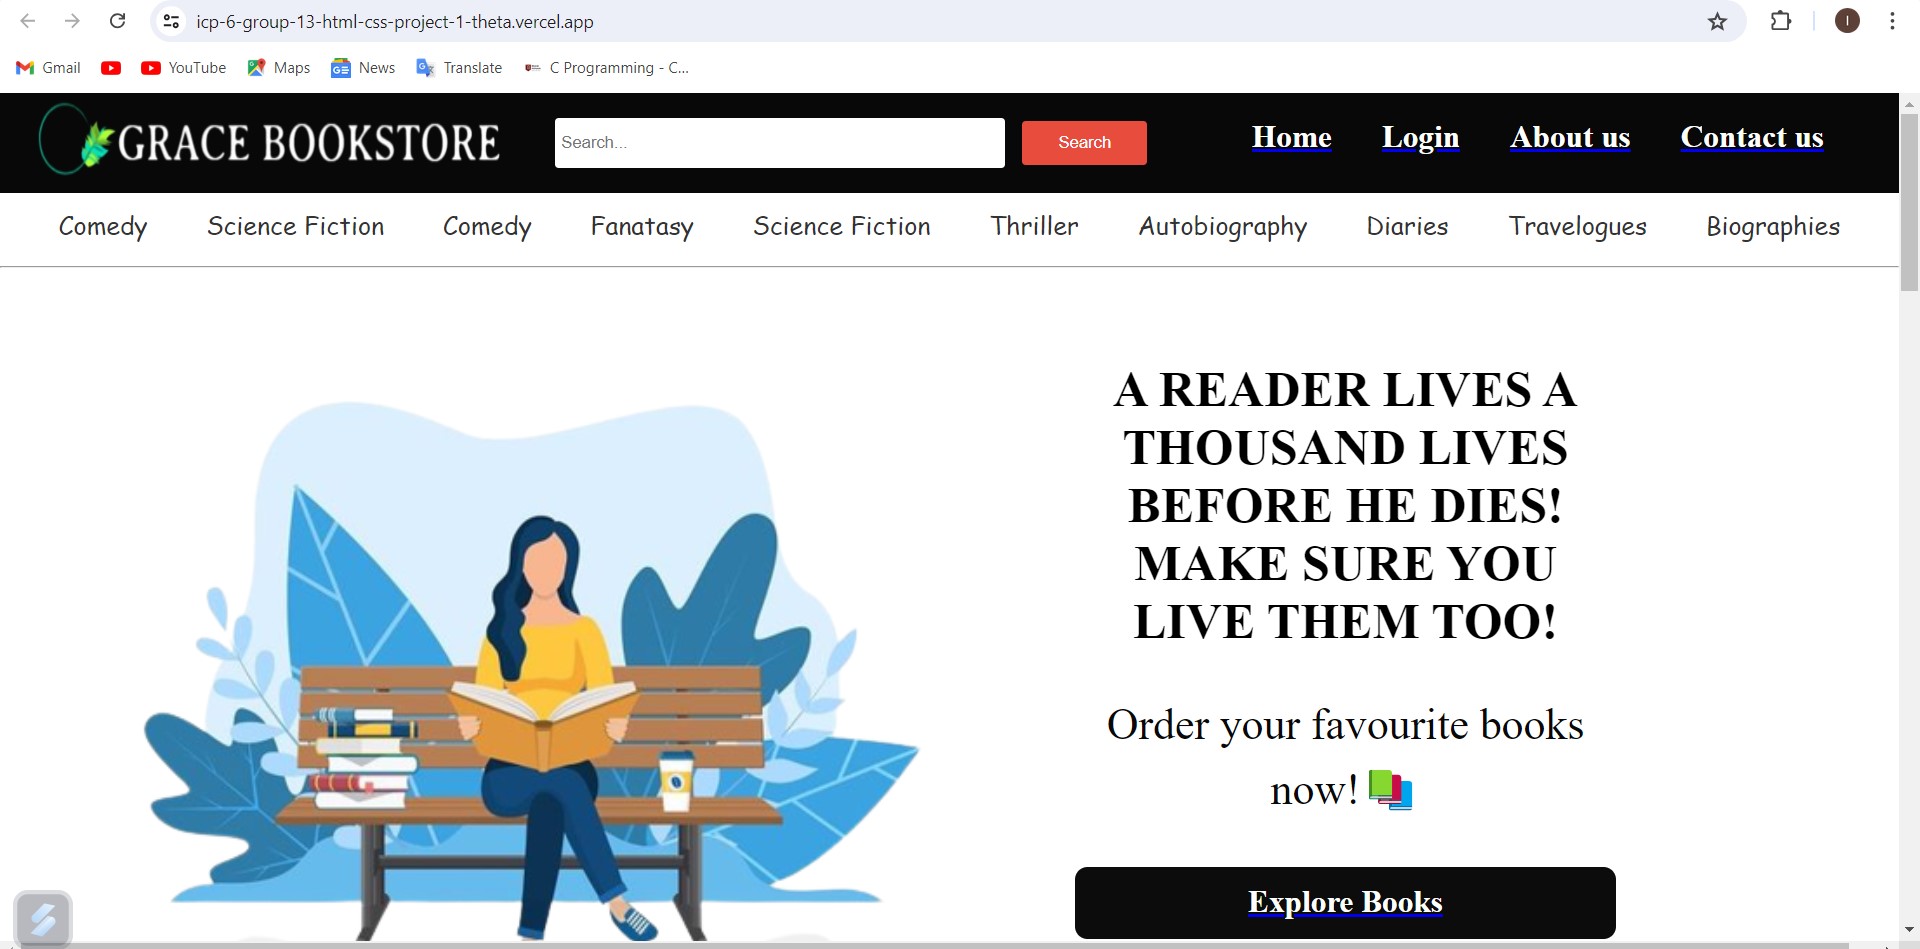 icp-6-group-13-html-css-project-1-theta.vercel.app
I
Gmail YouTube Maps News Translate C Programming - C...
GRACE BOOKSTORE Search... Search Home Login About us Contact us
Comedy Science Fiction Comedy Fanatasy Science Fiction Thriller Autobiography Diaries Travelogues Biographies
A READER LIVES A
THOUSAND LIVES
BEFORE HE DIES!
MAKE SURE YOU
LIVE THEM TOO!
Order your favourite books
now!
Explore Books